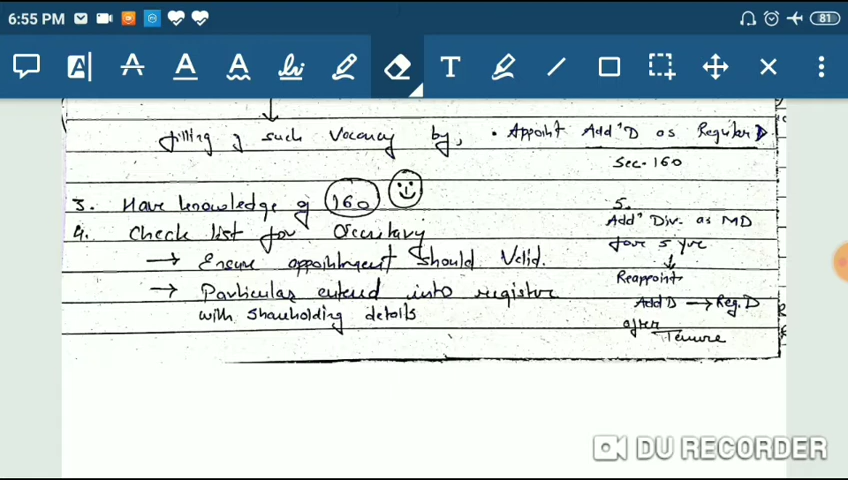 6:55 PM 81
filling of such Vacancy by, • Appoint Addⁿ D as Regular D
Sec-160
3. Have knowledge of 160
4. Check list for Secretary
→ Ensure appointment should Valid.
→ Particular entered into register
with shareholding details
5.
Addⁿ Dir. as MD
for 5 yrs
Reappoint
Add D → Reg. D
after
Tenure
DU RECORDER